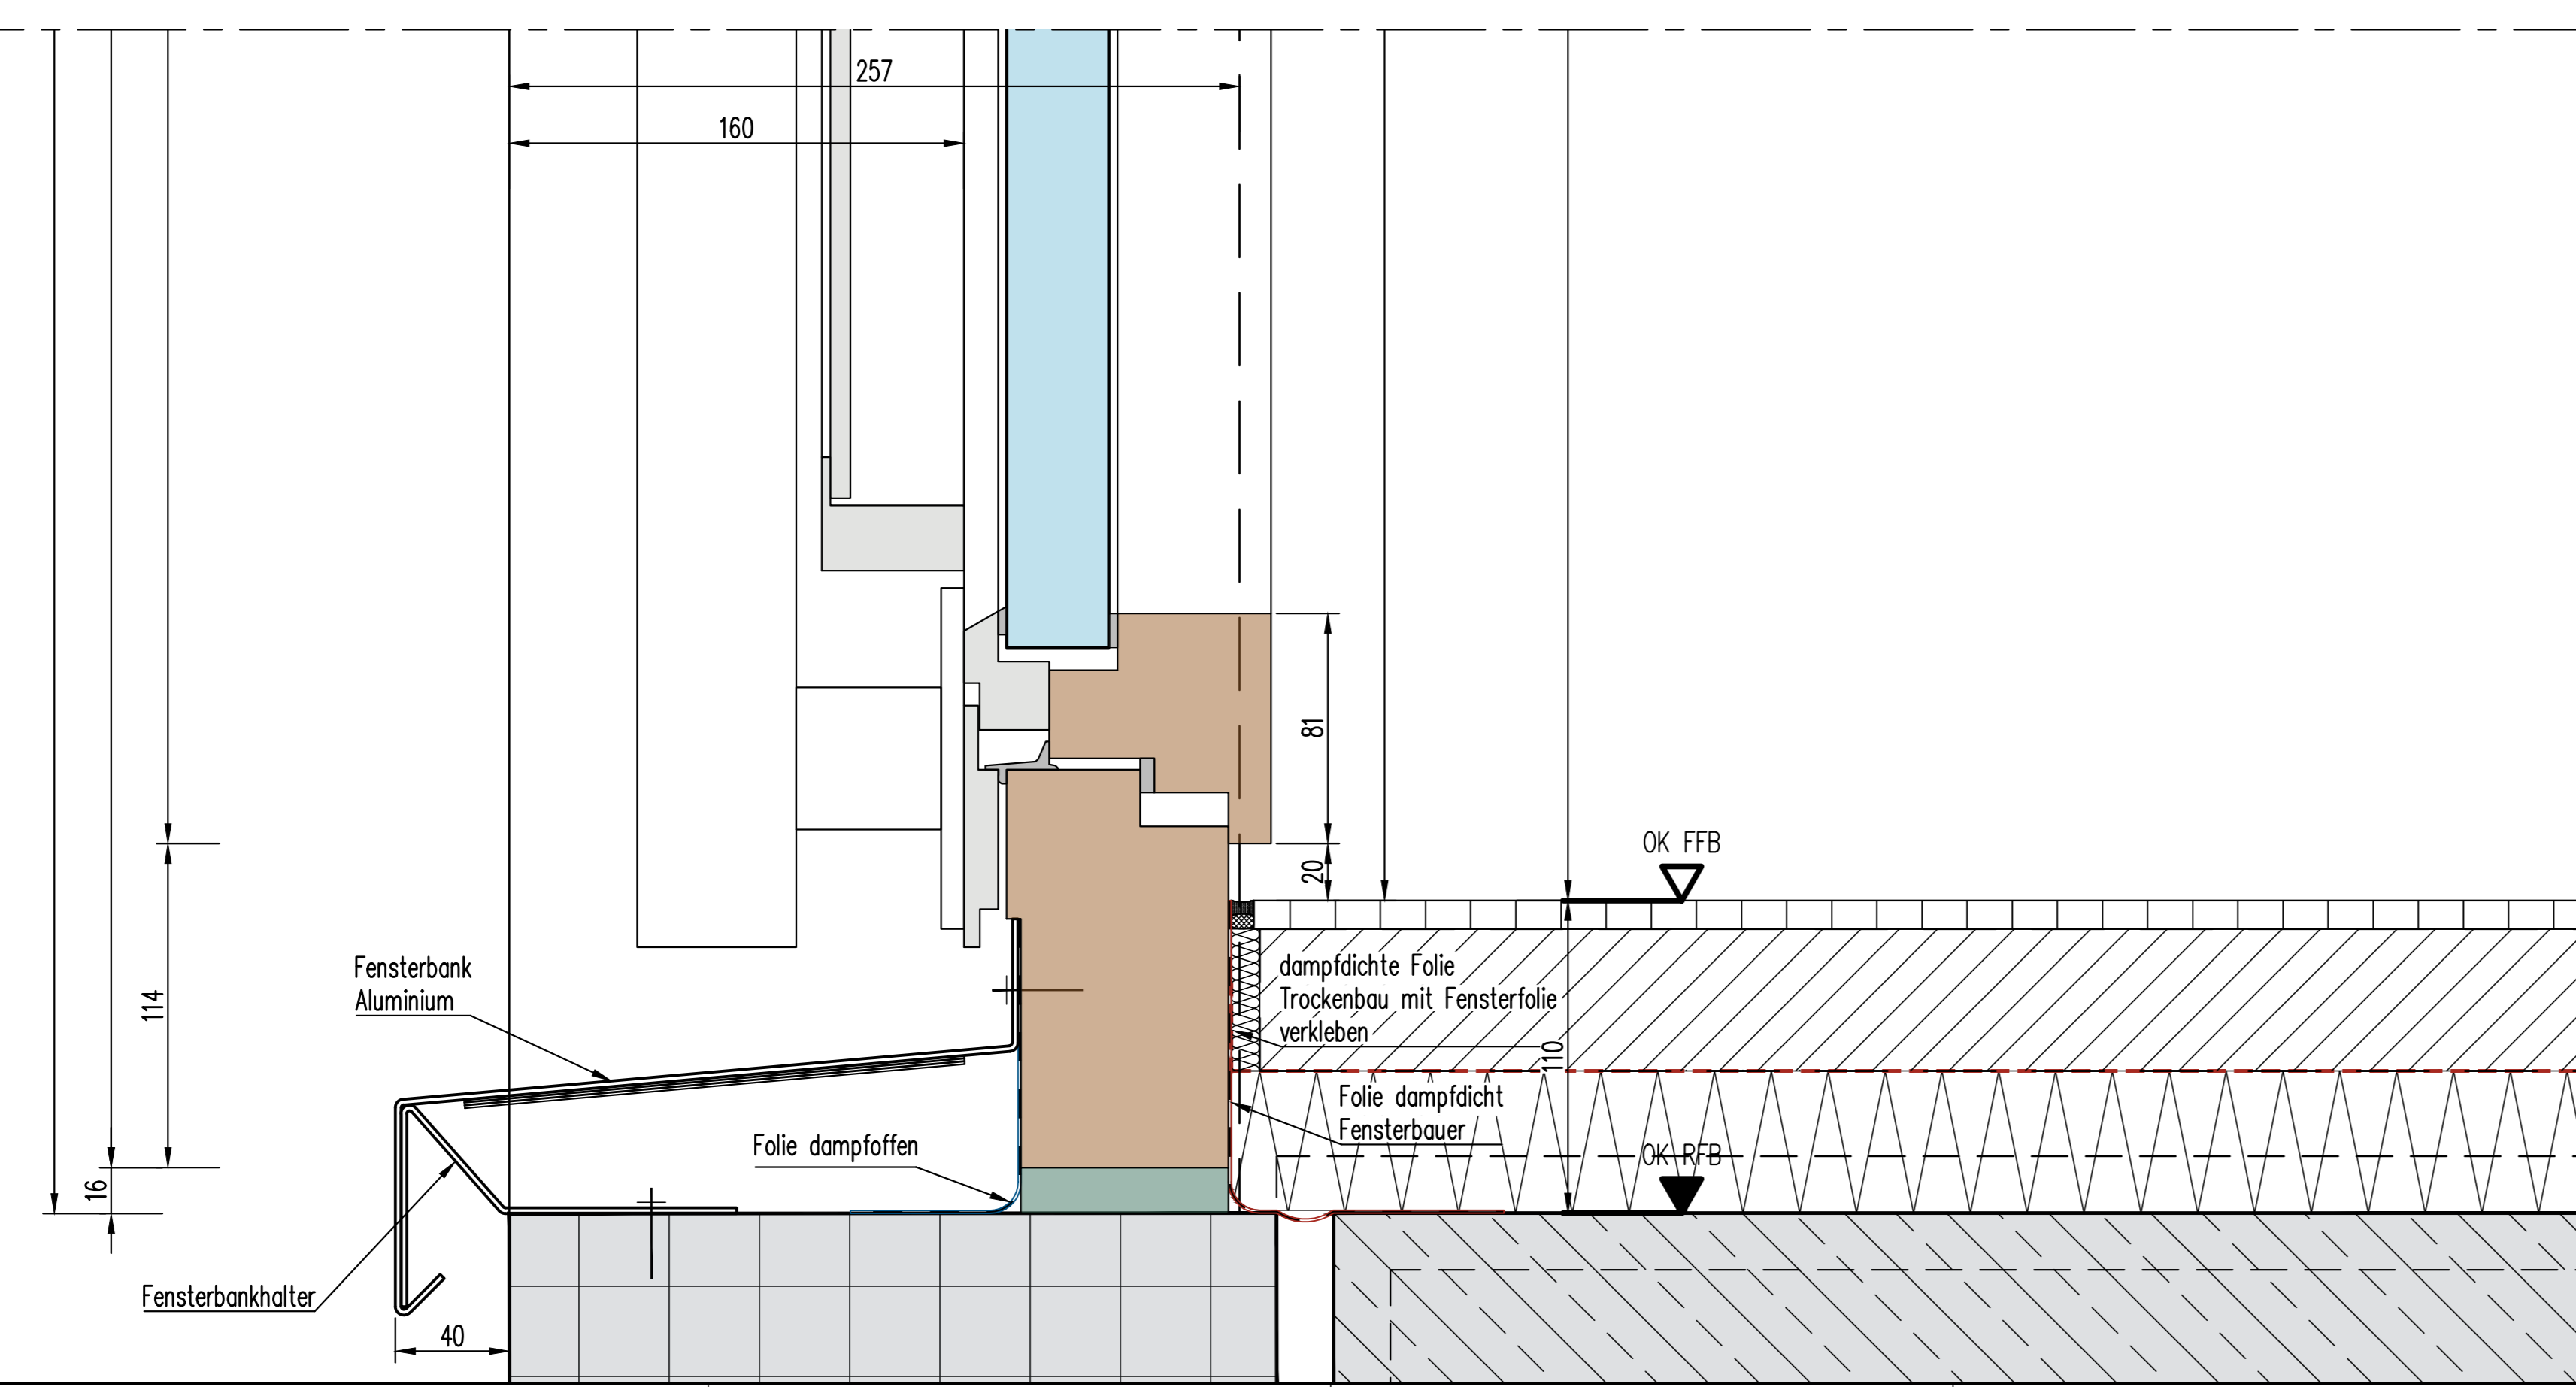 257
160
81
OK FFB
20
Fensterbank
Aluminium
114
dampfdichte Folie
Trockenbau mit Fensterfolie
verkleben
110
Folie dampfdicht
Fensterbauer
Folie dampfoffen
OK RFB
16
Fensterbankhalter
40